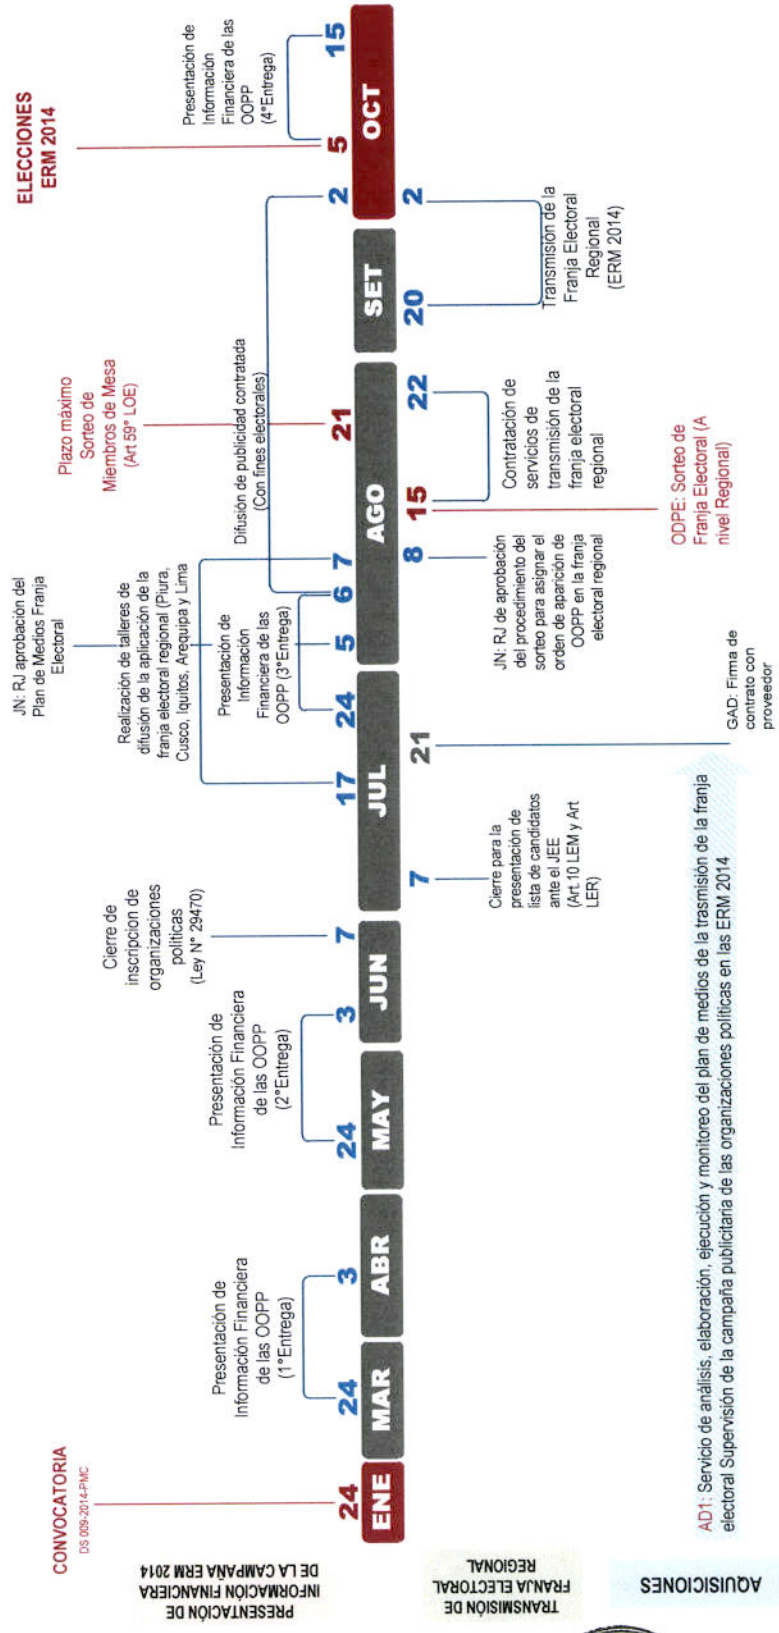 CONVOCATORIA
DS 009-2014-PMC
ELECCIONES
ERM 2014
JN: RJ aprobación del
Plan de Medios Franja
Electoral
Plazo máximo
Sorteo de
Miembros de Mesa
(Art 59° LOE)
Cierre de
inscripcion de
organizaciones
políticas
(Ley N° 29470)
Realización de talleres de
difusión de la aplicación de la
franja electoral regional (Piura,
Cusco, Iquitos, Arequipa y Lima
PRESENTACIÓN DE
INFORMACIÓN FINANCIERA
DE LA CAMPAÑA ERM 2014
Presentación de
Información Financiera
de las OOPP
(1°Entrega)
Presentación de
Información Financiera
de las OOPP
(2°Entrega)
Presentación de
Información
Financiera de las
OOPP (3°Entrega)
Difusión de publicidad contratada
(Con fines electorales)
Presentación de
Información
Financiera de las
OOPP
(4°Entrega)
24 24 3 24 3 7 17 24 5 6 7 21 2 5 15
ENE MAR ABR MAY JUN JUL AGO SET OCT
7 21 8 15 22 20 2
TRANSMISIÓN DE
FRANJA ELECTORAL
REGIONAL
Cierre para la
presentación de
lista de candidatos
ante el JEE
(Art 10 LEM y Art
LER)
JN: RJ de aprobación
del procedimiento del
sorteo para asignar el
orden de aparición de
OOPP en la franja
electoral regional
Contratación de
servicios de
transmisión de la
franja electoral
regional
Transmisión de la
Franja Electoral
Regional
(ERM 2014)
ODPE: Sorteo de
Franja Electoral (A
nivel Regional)
GAD: Firma de
contrato con
proveedor
AQUISICIONES
AD1: Servicio de análisis, elaboración, ejecución y monitoreo del plan de medios de la trasmisión de la franja
electoral Supervisión de la campaña publicitaria de las organizaciones políticas en las ERM 2014